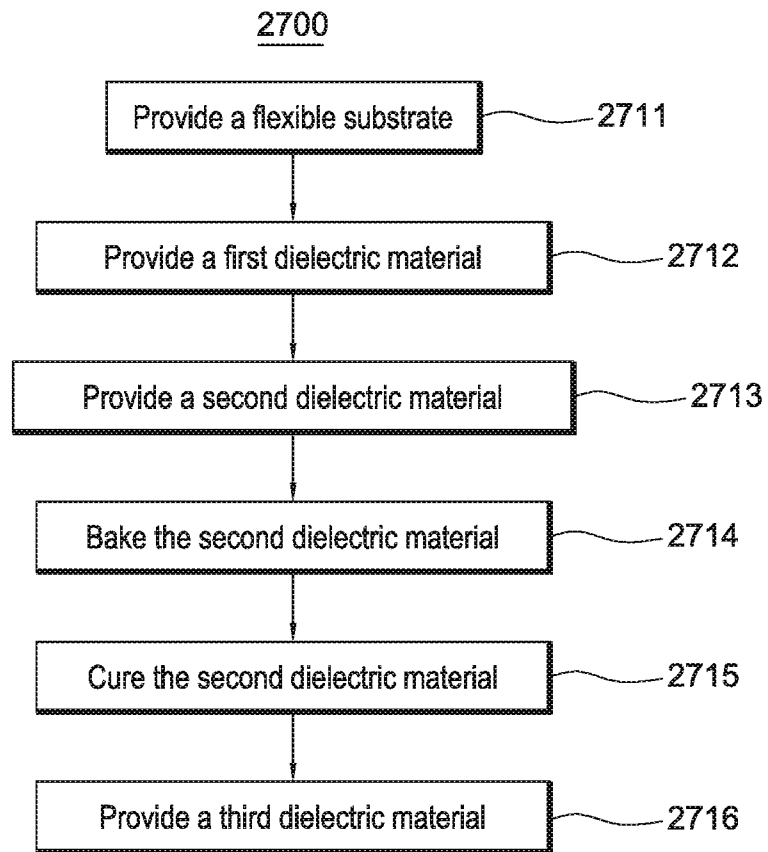 2700
Provide a flexible substrate 2711
Provide a first dielectric material 2712
Provide a second dielectric material 2713
Bake the second dielectric material 2714
Cure the second dielectric material 2715
Provide a third dielectric material 2716